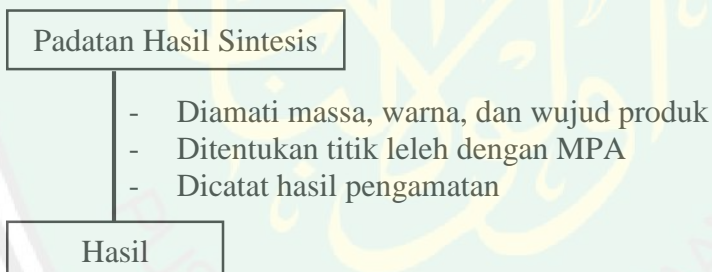 Padatan Hasil Sintesis
- Diamati massa, warna, dan wujud produk
- Ditentukan titik leleh dengan MPA
- Dicatat hasil pengamatan
Hasil